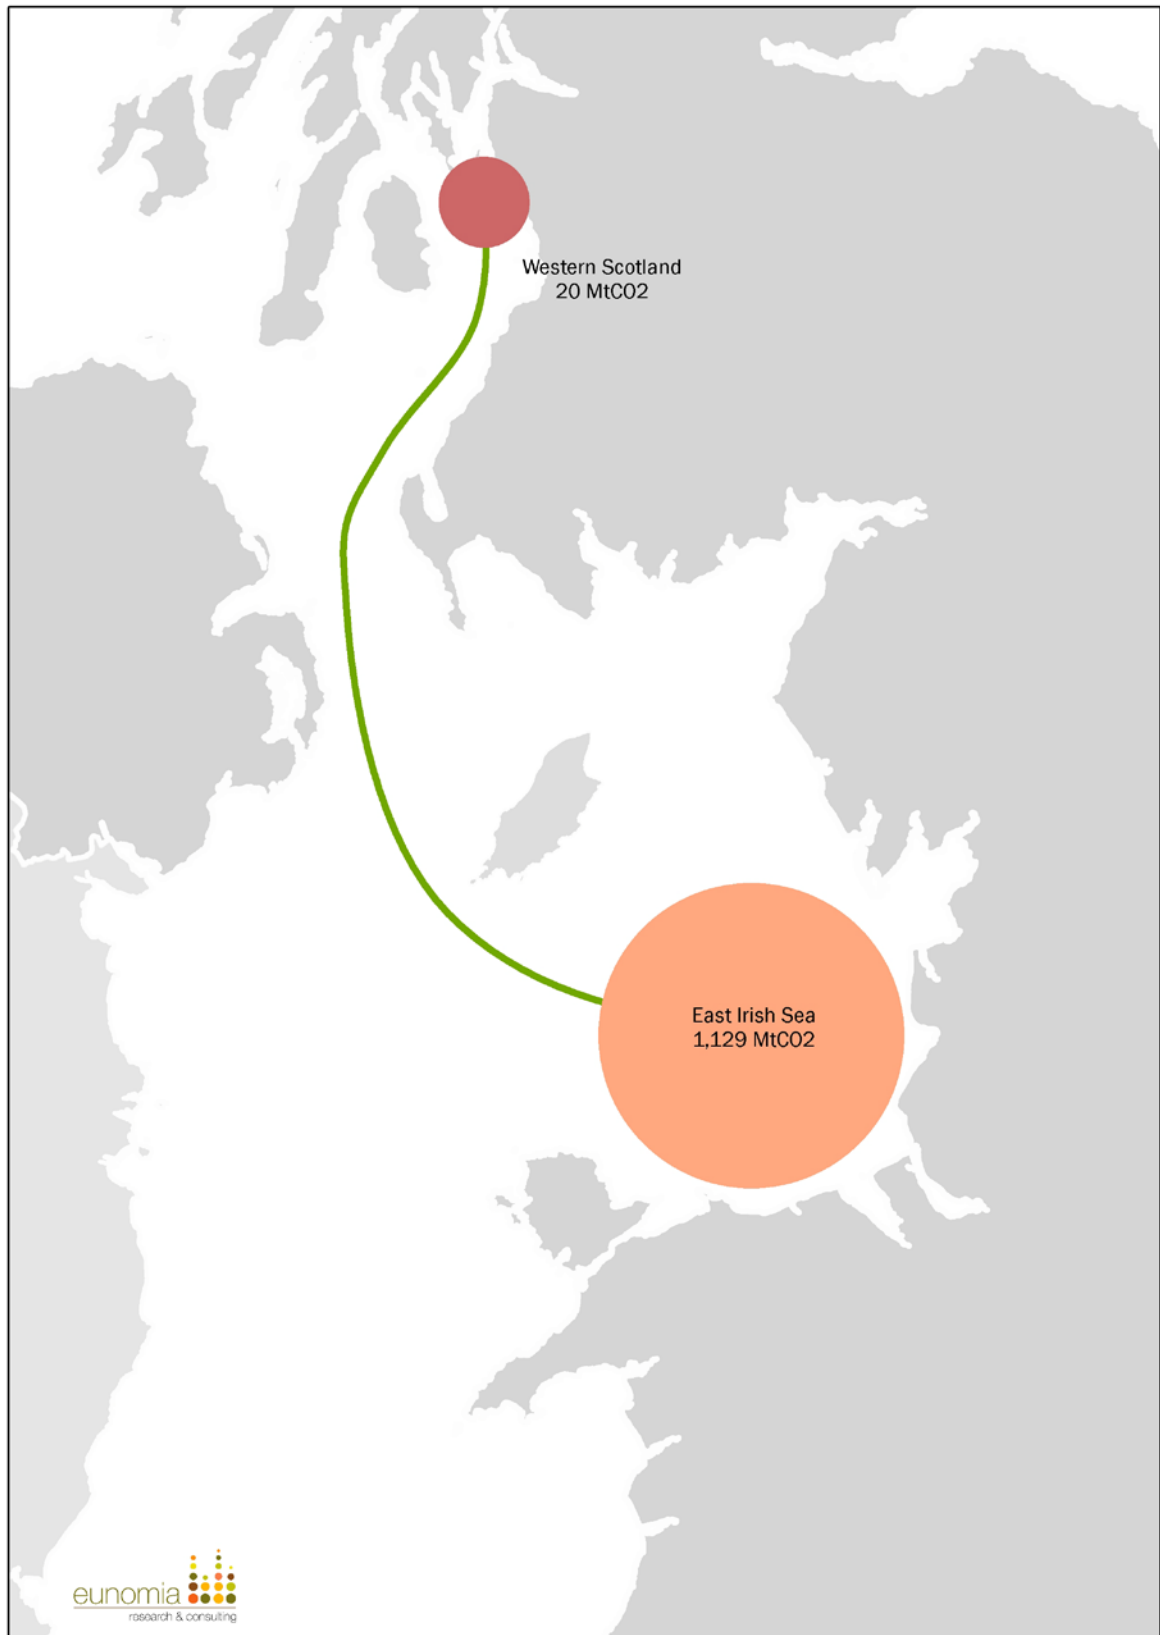 Western Scotland
20 MtCO2
East Irish Sea
1,129 MtCO2
eunomia
research & consulting